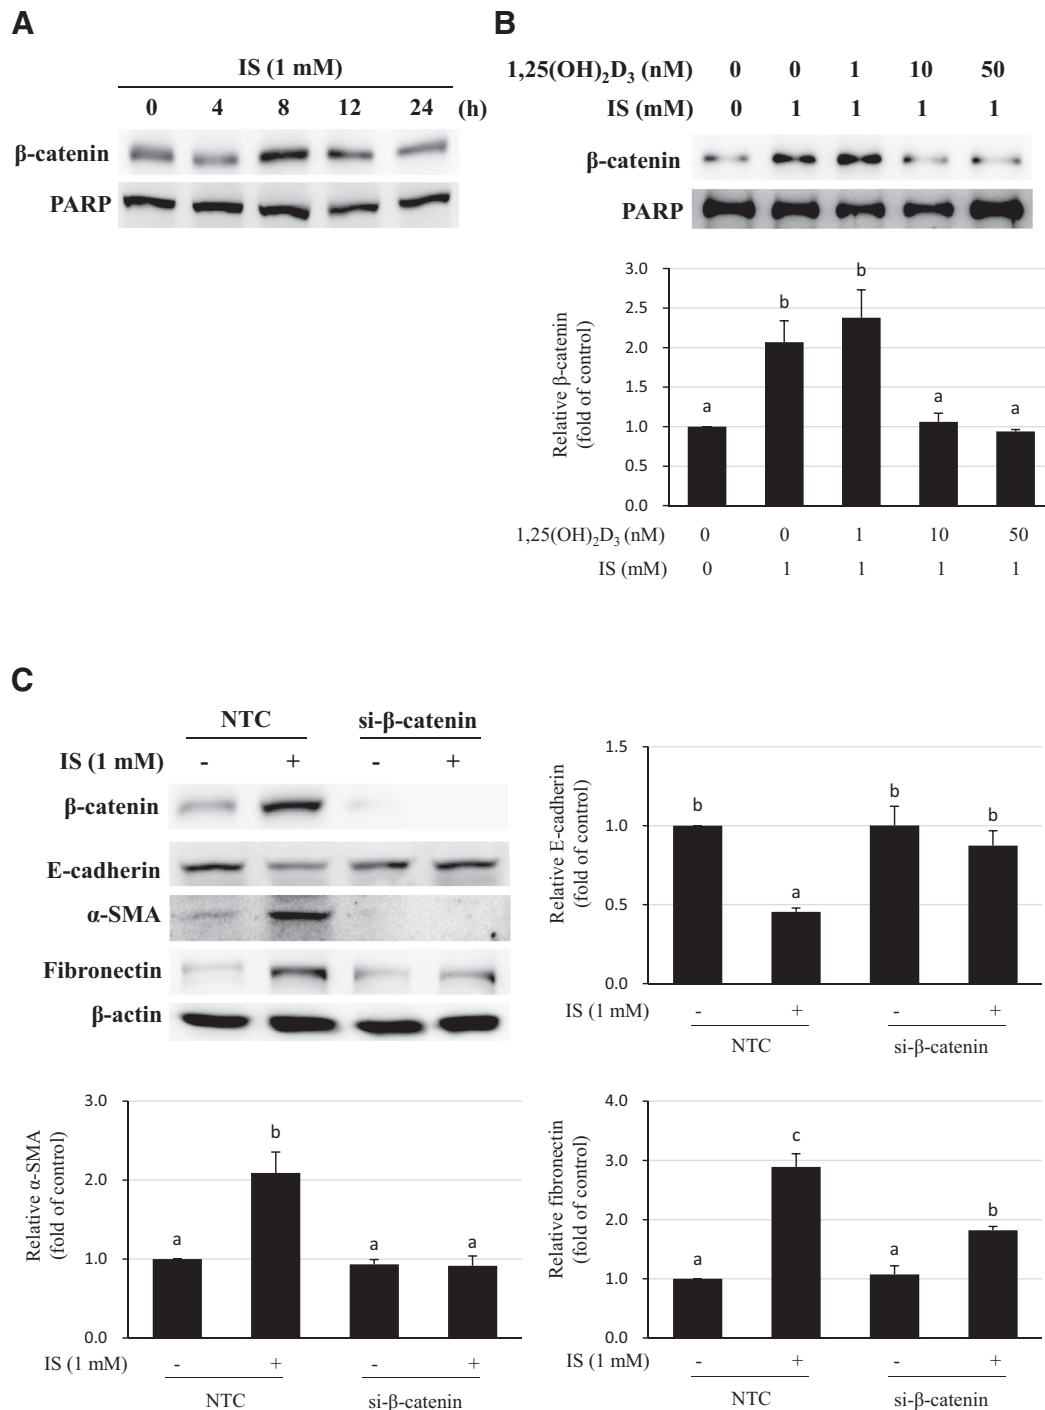 A
IS (1 mM)
0 4 8 12 24 (h)
β-catenin
PARP
B
1,25(OH)₂D₃ (nM) 0 0 1 10 50
IS (mM) 0 1 1 1 1
β-catenin
PARP
Relative β-catenin
(fold of control)
3.0
2.5
2.0
1.5
1.0
0.5
0.0
a b b a a
1,25(OH)₂D₃ (nM) 0 0 1 10 50
IS (mM) 0 1 1 1 1
C
NTC si-β-catenin
IS (1 mM) - + - +
β-catenin
E-cadherin
α-SMA
Fibronectin
β-actin
Relative E-cadherin
(fold of control)
1.5
1.0
0.5
0.0
b a b b
IS (1 mM) - + - +
NTC si-β-catenin
Relative α-SMA
(fold of control)
3.0
2.0
1.0
0.0
a b a a
IS (1 mM) - + - +
NTC si-β-catenin
Relative fibronectin
(fold of control)
4.0
3.0
2.0
1.0
0.0
a c a b
IS (1 mM) - + - +
NTC si-β-catenin